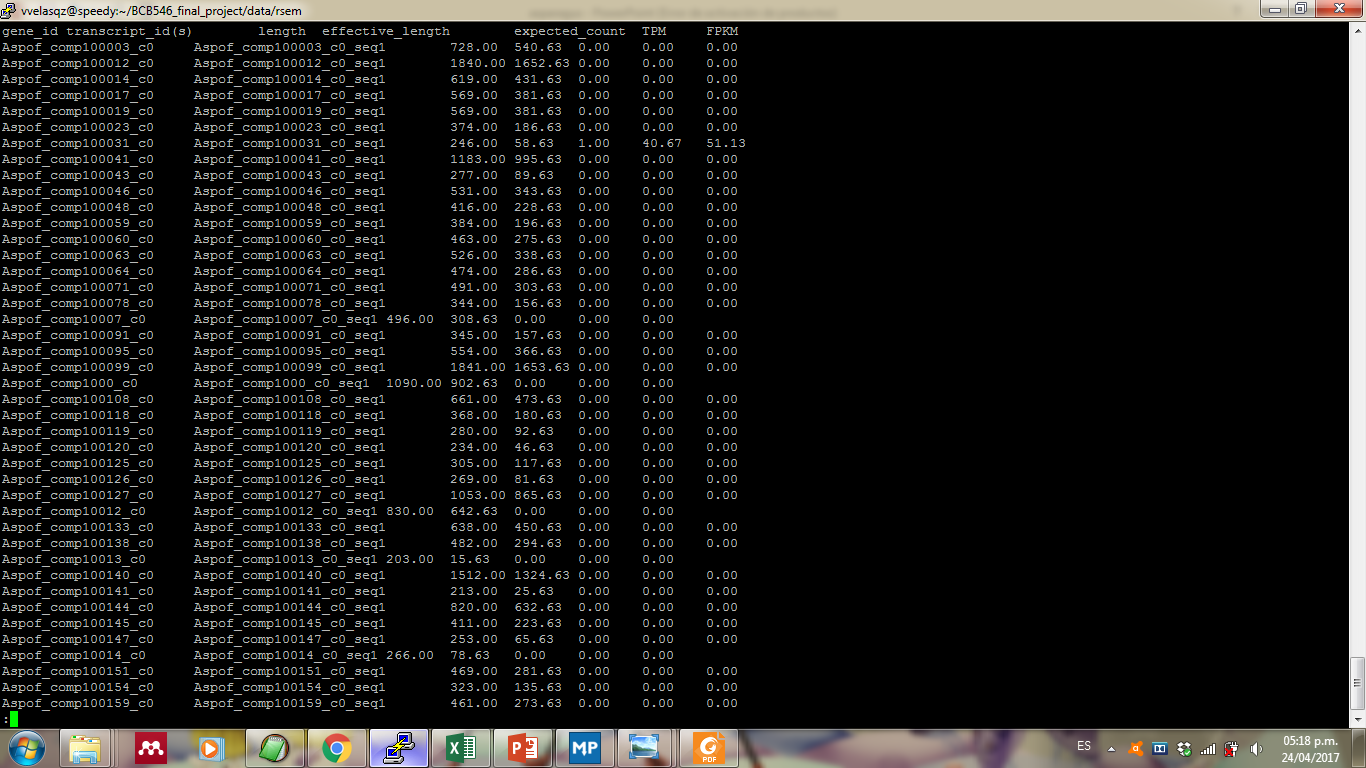 vvelasqz@speedy:~/BCB546_final_project/data/rsem
gene_id transcript_id(s) length effective_length expected_count TPM FPKM
Aspof_comp100003_c0 Aspof_comp100003_c0_seq1 728.00 540.63 0.00 0.00 0.00
Aspof_comp100012_c0 Aspof_comp100012_c0_seq1 1840.00 1652.63 0.00 0.00 0.00
Aspof_comp100014_c0 Aspof_comp100014_c0_seq1 619.00 431.63 0.00 0.00 0.00
Aspof_comp100017_c0 Aspof_comp100017_c0_seq1 569.00 381.63 0.00 0.00 0.00
Aspof_comp100019_c0 Aspof_comp100019_c0_seq1 569.00 381.63 0.00 0.00 0.00
Aspof_comp100023_c0 Aspof_comp100023_c0_seq1 374.00 186.63 0.00 0.00 0.00
Aspof_comp100031_c0 Aspof_comp100031_c0_seq1 246.00 58.63 1.00 40.67 51.13
Aspof_comp100041_c0 Aspof_comp100041_c0_seq1 1183.00 995.63 0.00 0.00 0.00
Aspof_comp100043_c0 Aspof_comp100043_c0_seq1 277.00 89.63 0.00 0.00 0.00
Aspof_comp100046_c0 Aspof_comp100046_c0_seq1 531.00 343.63 0.00 0.00 0.00
Aspof_comp100048_c0 Aspof_comp100048_c0_seq1 416.00 228.63 0.00 0.00 0.00
Aspof_comp100059_c0 Aspof_comp100059_c0_seq1 384.00 196.63 0.00 0.00 0.00
Aspof_comp100060_c0 Aspof_comp100060_c0_seq1 463.00 275.63 0.00 0.00 0.00
Aspof_comp100063_c0 Aspof_comp100063_c0_seq1 526.00 338.63 0.00 0.00 0.00
Aspof_comp100064_c0 Aspof_comp100064_c0_seq1 474.00 286.63 0.00 0.00 0.00
Aspof_comp100071_c0 Aspof_comp100071_c0_seq1 491.00 303.63 0.00 0.00 0.00
Aspof_comp100078_c0 Aspof_comp100078_c0_seq1 344.00 156.63 0.00 0.00 0.00
Aspof_comp10007_c0 Aspof_comp10007_c0_seq1 496.00 308.63 0.00 0.00 0.00
Aspof_comp100091_c0 Aspof_comp100091_c0_seq1 345.00 157.63 0.00 0.00 0.00
Aspof_comp100095_c0 Aspof_comp100095_c0_seq1 554.00 366.63 0.00 0.00 0.00
Aspof_comp100099_c0 Aspof_comp100099_c0_seq1 1841.00 1653.63 0.00 0.00 0.00
Aspof_comp1000_c0 Aspof_comp1000_c0_seq1 1090.00 902.63 0.00 0.00 0.00
Aspof_comp100108_c0 Aspof_comp100108_c0_seq1 661.00 473.63 0.00 0.00 0.00
Aspof_comp100118_c0 Aspof_comp100118_c0_seq1 368.00 180.63 0.00 0.00 0.00
Aspof_comp100119_c0 Aspof_comp100119_c0_seq1 280.00 92.63 0.00 0.00 0.00
Aspof_comp100120_c0 Aspof_comp100120_c0_seq1 234.00 46.63 0.00 0.00 0.00
Aspof_comp100125_c0 Aspof_comp100125_c0_seq1 305.00 117.63 0.00 0.00 0.00
Aspof_comp100126_c0 Aspof_comp100126_c0_seq1 269.00 81.63 0.00 0.00 0.00
Aspof_comp100127_c0 Aspof_comp100127_c0_seq1 1053.00 865.63 0.00 0.00 0.00
Aspof_comp10012_c0 Aspof_comp10012_c0_seq1 830.00 642.63 0.00 0.00 0.00
Aspof_comp100133_c0 Aspof_comp100133_c0_seq1 638.00 450.63 0.00 0.00 0.00
Aspof_comp100138_c0 Aspof_comp100138_c0_seq1 482.00 294.63 0.00 0.00 0.00
Aspof_comp10013_c0 Aspof_comp10013_c0_seq1 203.00 15.63 0.00 0.00 0.00
Aspof_comp100140_c0 Aspof_comp100140_c0_seq1 1512.00 1324.63 0.00 0.00 0.00
Aspof_comp100141_c0 Aspof_comp100141_c0_seq1 213.00 25.63 0.00 0.00 0.00
Aspof_comp100144_c0 Aspof_comp100144_c0_seq1 820.00 632.63 0.00 0.00 0.00
Aspof_comp100145_c0 Aspof_comp100145_c0_seq1 411.00 223.63 0.00 0.00 0.00
Aspof_comp100147_c0 Aspof_comp100147_c0_seq1 253.00 65.63 0.00 0.00 0.00
Aspof_comp10014_c0 Aspof_comp10014_c0_seq1 266.00 78.63 0.00 0.00 0.00
Aspof_comp100151_c0 Aspof_comp100151_c0_seq1 469.00 281.63 0.00 0.00 0.00
Aspof_comp100154_c0 Aspof_comp100154_c0_seq1 323.00 135.63 0.00 0.00 0.00
Aspof_comp100159_c0 Aspof_comp100159_c0_seq1 461.00 273.63 0.00 0.00 0.00
:
MP
PDF
ES
05:18 p.m.
24/04/2017